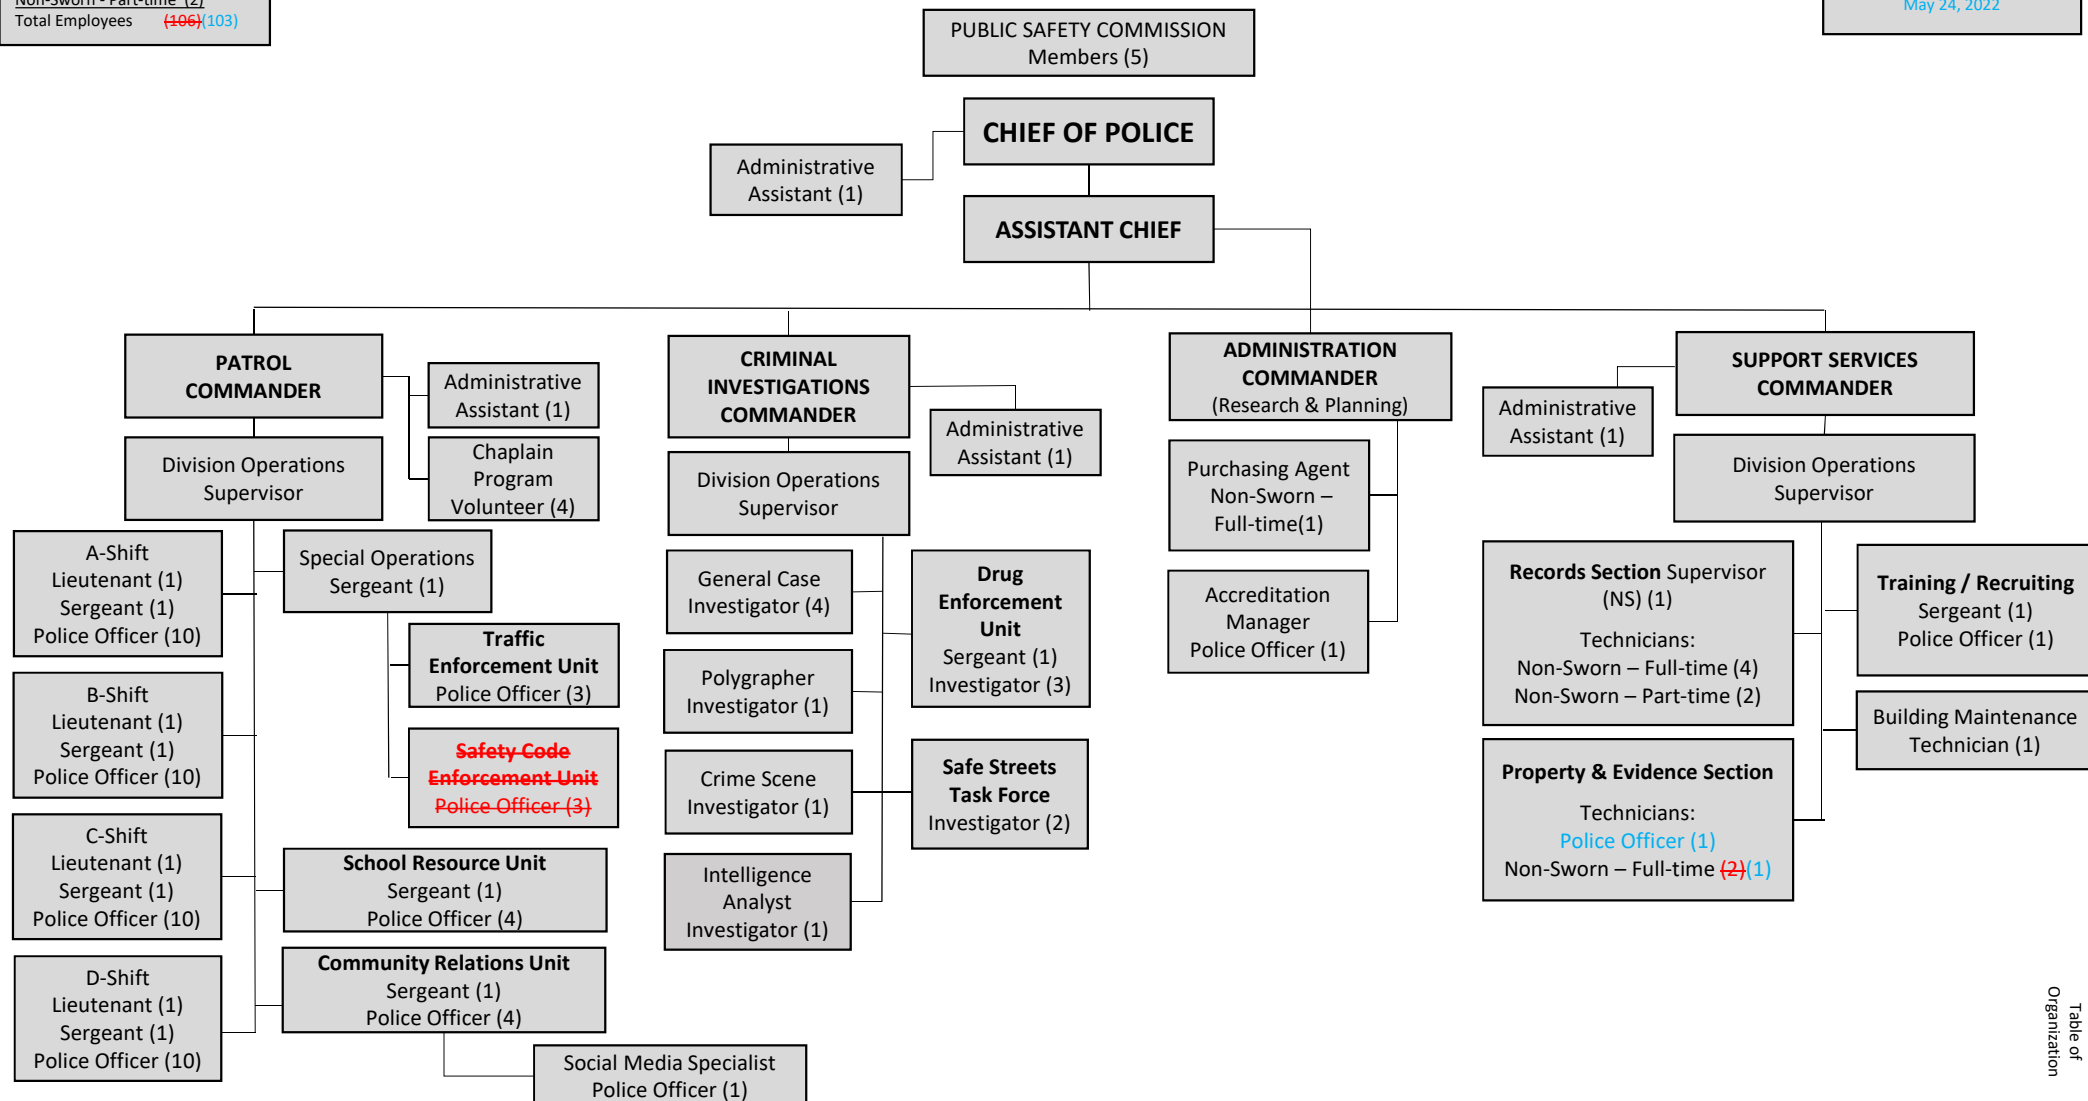 Non-Sworn - Part-time (2)
Total Employees (106)(103)
May 24, 2022
PUBLIC SAFETY COMMISSION
Members (5)
CHIEF OF POLICE
Administrative
Assistant (1)
ASSISTANT CHIEF
PATROL
COMMANDER
Administrative
Assistant (1)
Chaplain
Program
Volunteer (4)
Division Operations
Supervisor
A-Shift
Lieutenant (1)
Sergeant (1)
Police Officer (10)
B-Shift
Lieutenant (1)
Sergeant (1)
Police Officer (10)
C-Shift
Lieutenant (1)
Sergeant (1)
Police Officer (10)
D-Shift
Lieutenant (1)
Sergeant (1)
Police Officer (10)
Special Operations
Sergeant (1)
Traffic
Enforcement Unit
Police Officer (3)
Safety Code
Enforcement Unit
Police Officer (3)
School Resource Unit
Sergeant (1)
Police Officer (4)
Community Relations Unit
Sergeant (1)
Police Officer (4)
Social Media Specialist
Police Officer (1)
CRIMINAL
INVESTIGATIONS
COMMANDER
Administrative
Assistant (1)
Division Operations
Supervisor
General Case
Investigator (4)
Polygrapher
Investigator (1)
Crime Scene
Investigator (1)
Intelligence
Analyst
Investigator (1)
Drug
Enforcement
Unit
Sergeant (1)
Investigator (3)
Safe Streets
Task Force
Investigator (2)
ADMINISTRATION
COMMANDER
(Research & Planning)
Purchasing Agent
Non-Sworn –
Full-time(1)
Accreditation
Manager
Police Officer (1)
SUPPORT SERVICES
COMMANDER
Administrative
Assistant (1)
Division Operations
Supervisor
Records Section Supervisor
(NS) (1)
Technicians:
Non-Sworn – Full-time (4)
Non-Sworn – Part-time (2)
Property & Evidence Section
Technicians:
Police Officer (1)
Non-Sworn – Full-time (2)(1)
Training / Recruiting
Sergeant (1)
Police Officer (1)
Building Maintenance
Technician (1)
Table of
Organization